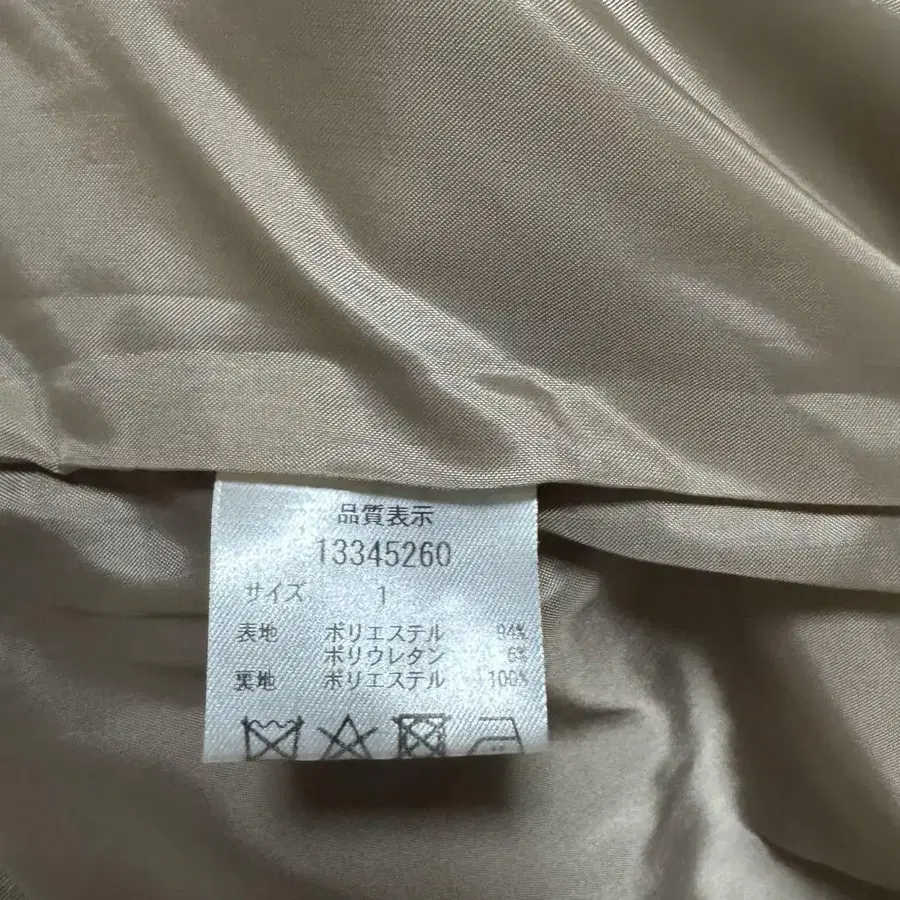 品質表示
13345260
サイズ 1
表地 ポリエステル 94%
ポリウレタン 6%
裏地 ポリエステル 100%